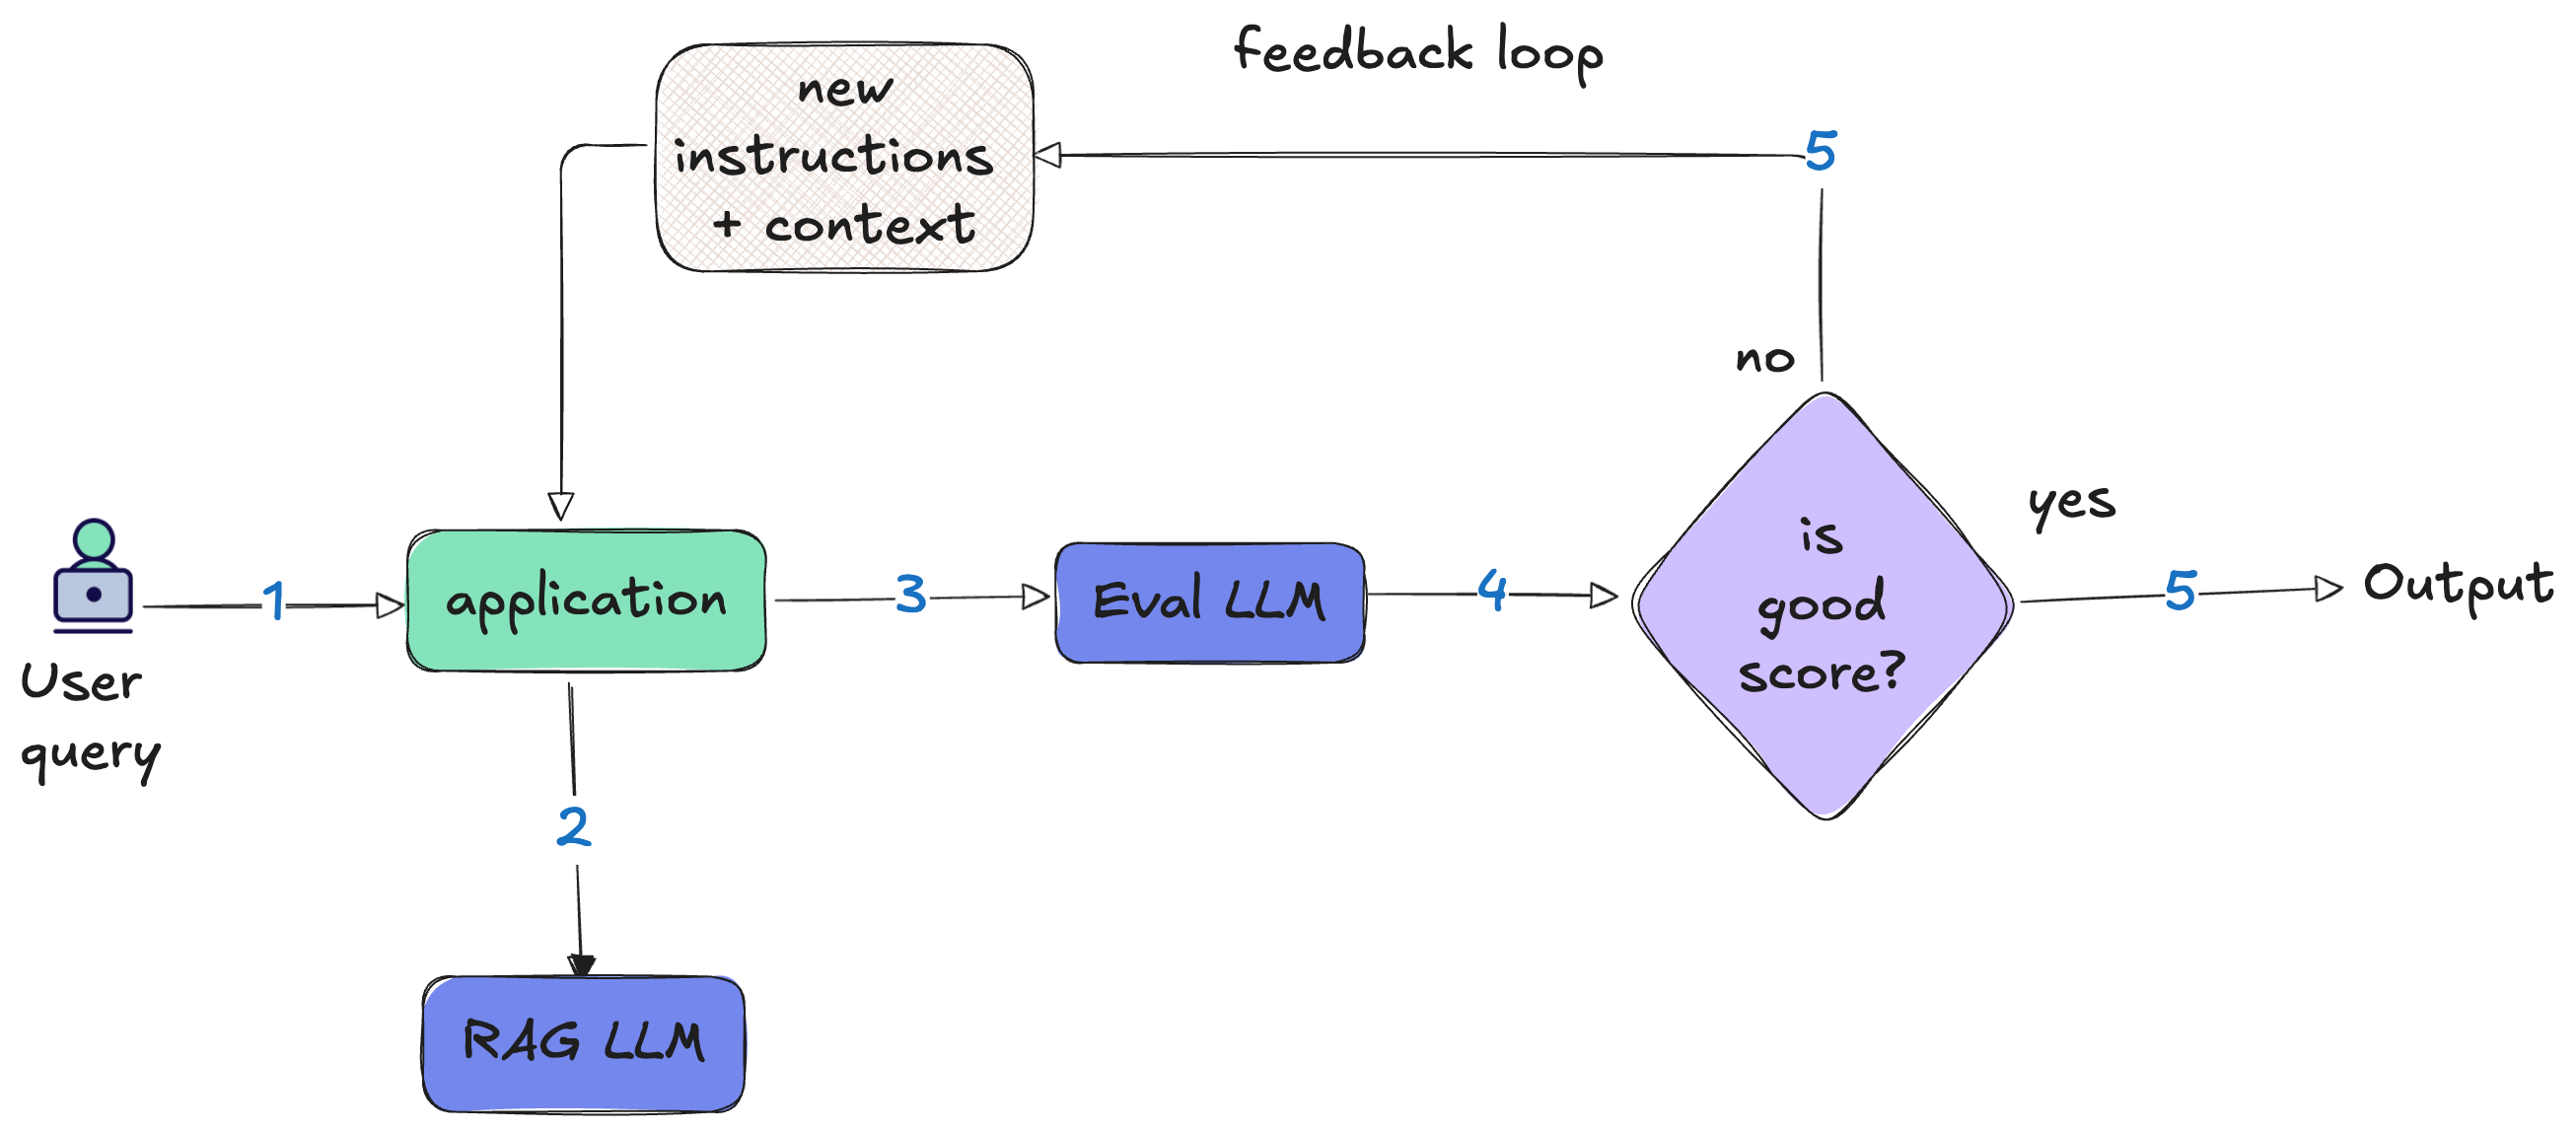 feedback loop
new
instructions
+ context
5
no
yes
User
query
1
application
3
Eval LLM
4
is
good
score?
5
Output
2
RAG LLM